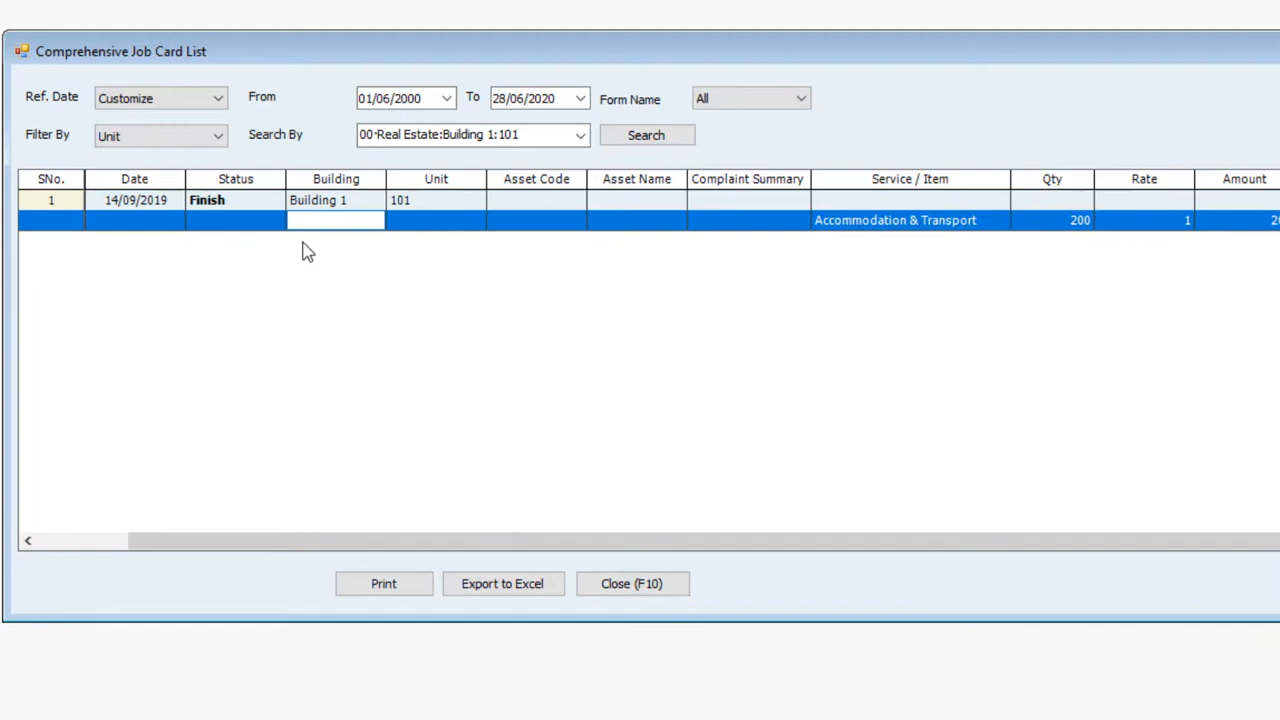 Comprehensive Job Card List
Ref. Date Customize From 01/06/2000 To 28/06/2020 Form Name All
Filter By Unit Search By 00*Real Estate:Building 1:101 Search
SNo. Date Status Building Unit Asset Code Asset Name Complaint Summary Service / Item Qty Rate Amount
1 14/09/2019 Finish Building 1 101
Accommodation & Transport 200 1
Print Export to Excel Close (F10)